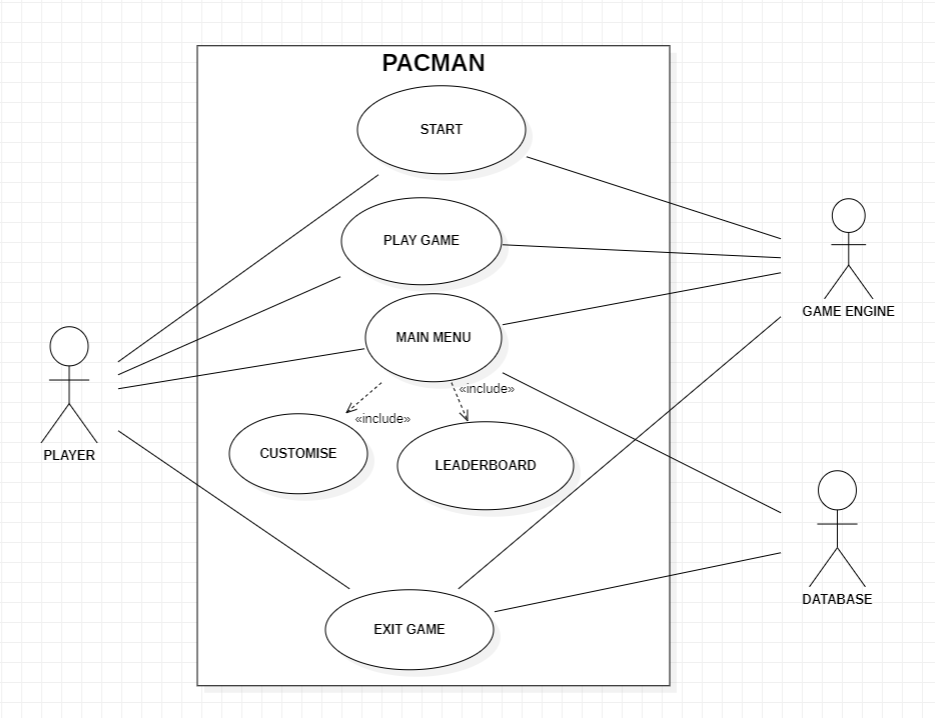 PACMAN
START
PLAY GAME
MAIN MENU
«include»
«include»
CUSTOMISE
LEADERBOARD
EXIT GAME
PLAYER
GAME ENGINE
DATABASE